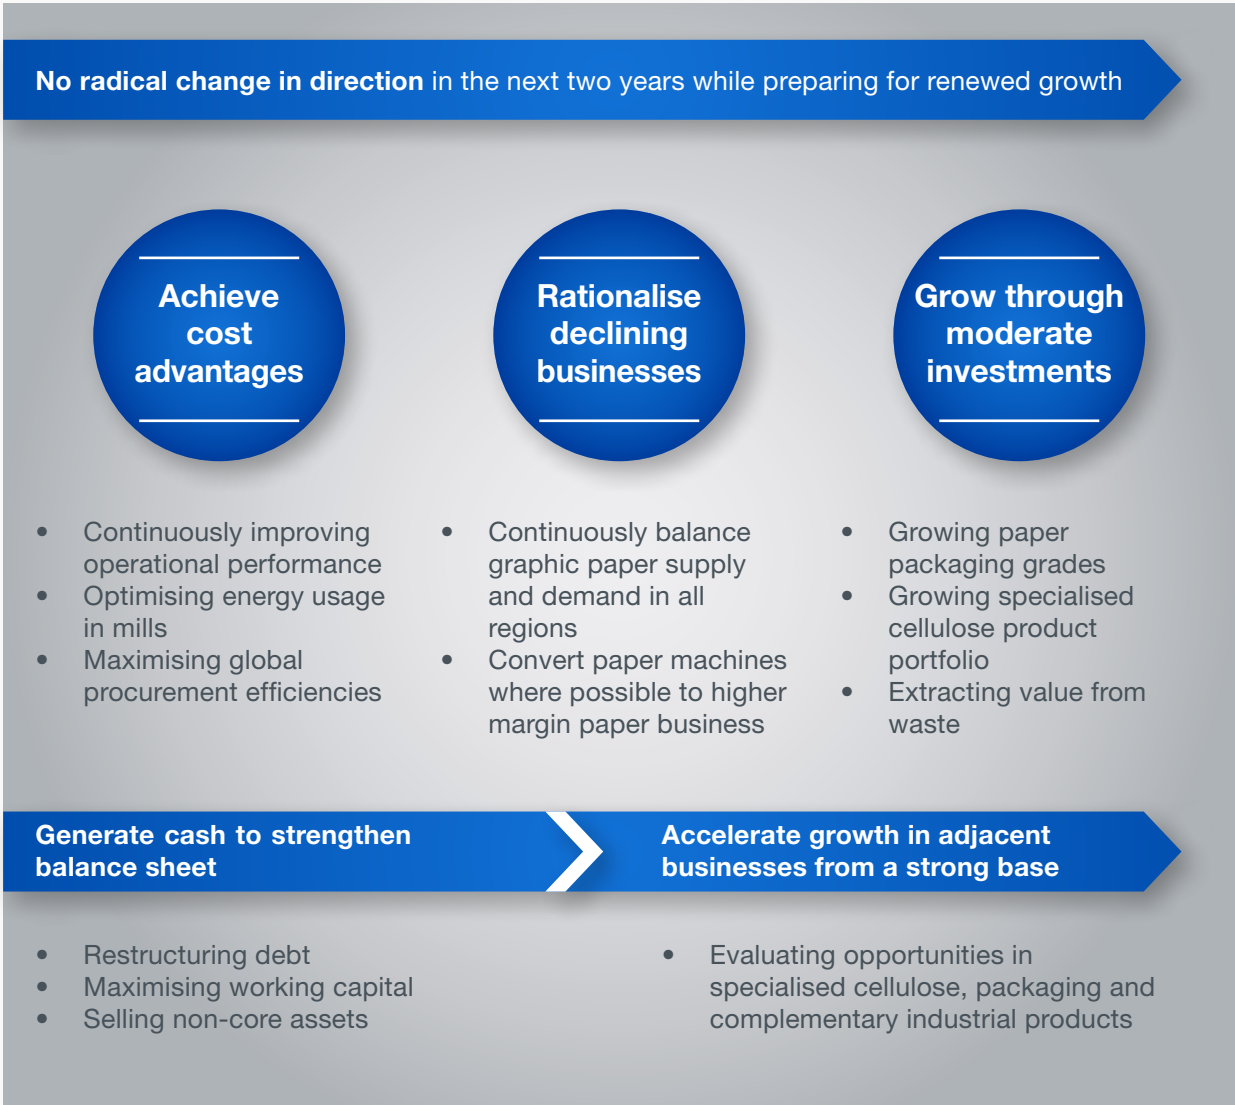 No radical change in direction in the next two years while preparing for renewed growth
Achieve
cost
advantages
Rationalise
declining
businesses
Grow through
moderate
investments
• Continuously improving
operational performance
• Optimising energy usage
in mills
• Maximising global
procurement efficiencies
• Continuously balance
graphic paper supply
and demand in all
regions
• Convert paper machines
where possible to higher
margin paper business
• Growing paper
packaging grades
• Growing specialised
cellulose product
portfolio
• Extracting value from
waste
Generate cash to strengthen
balance sheet
Accelerate growth in adjacent
businesses from a strong base
• Restructuring debt
• Maximising working capital
• Selling non-core assets
• Evaluating opportunities in
specialised cellulose, packaging and
complementary industrial products